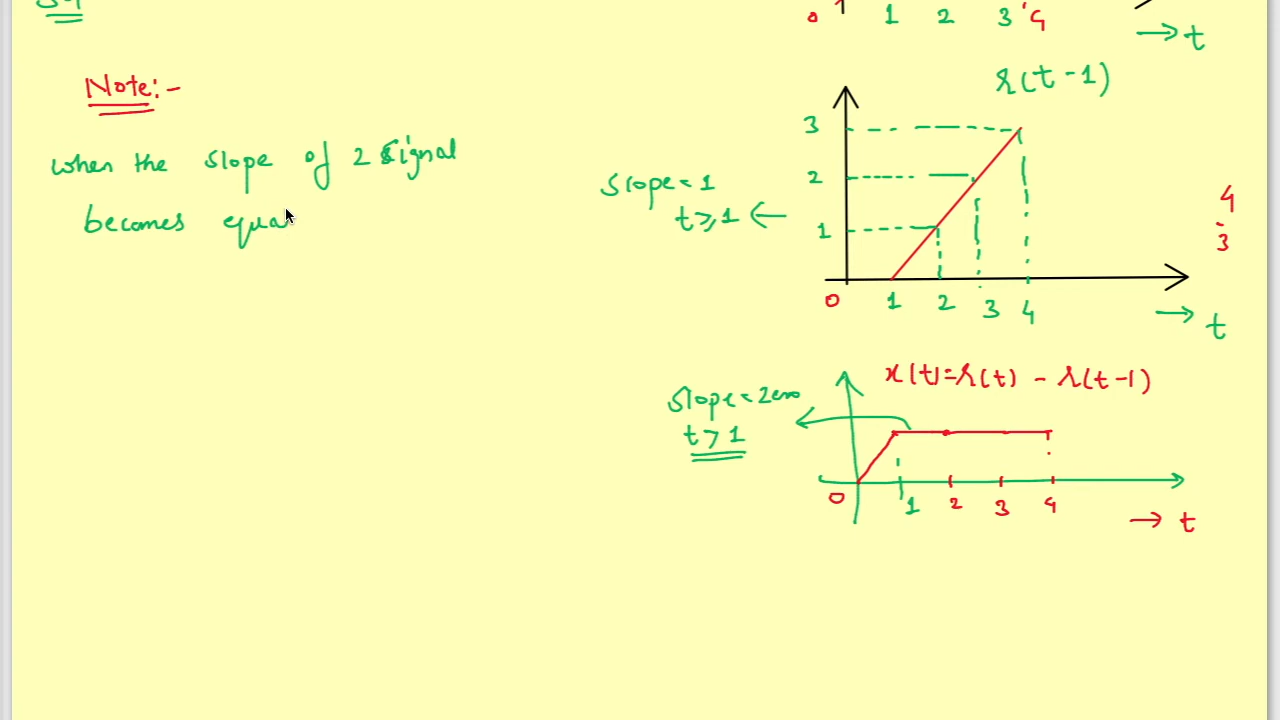 0 1 2 3 4
→ t
Note:-
when the slope of 2 signal
becomes equa
r(t-1)
3
2
1
slope=1
t≥1 ←
4
3
0 1 2 3 4
→ t
x(t)=r(t) - r(t-1)
slope=zero
t>1
0 1 2 3 4
→ t